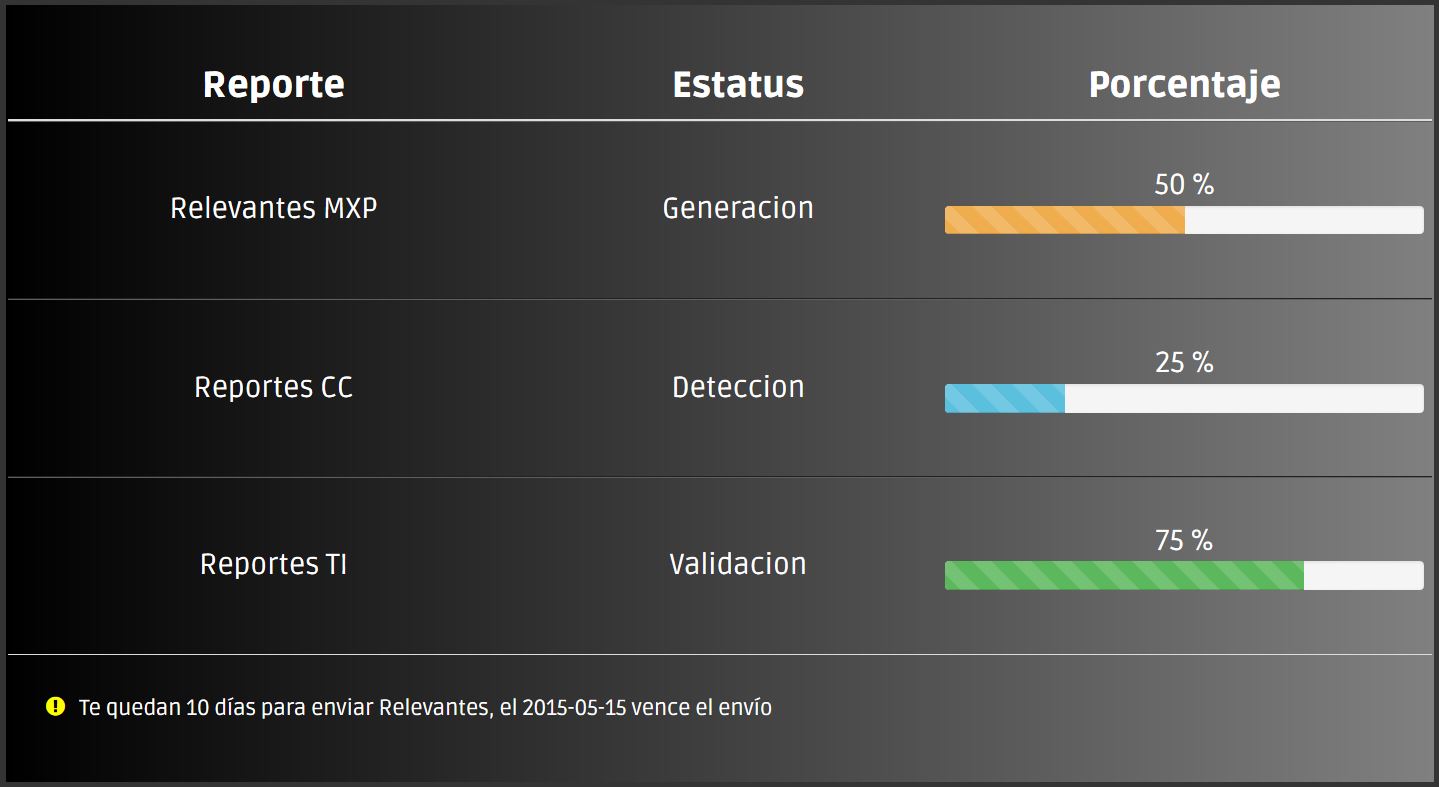 Reporte Estatus Porcentaje
50 %
Relevantes MXP Generacion
25 %
Reportes CC Deteccion
75 %
Reportes TI Validacion
Te quedan 10 días para enviar Relevantes, el 2015-05-15 vence el envío